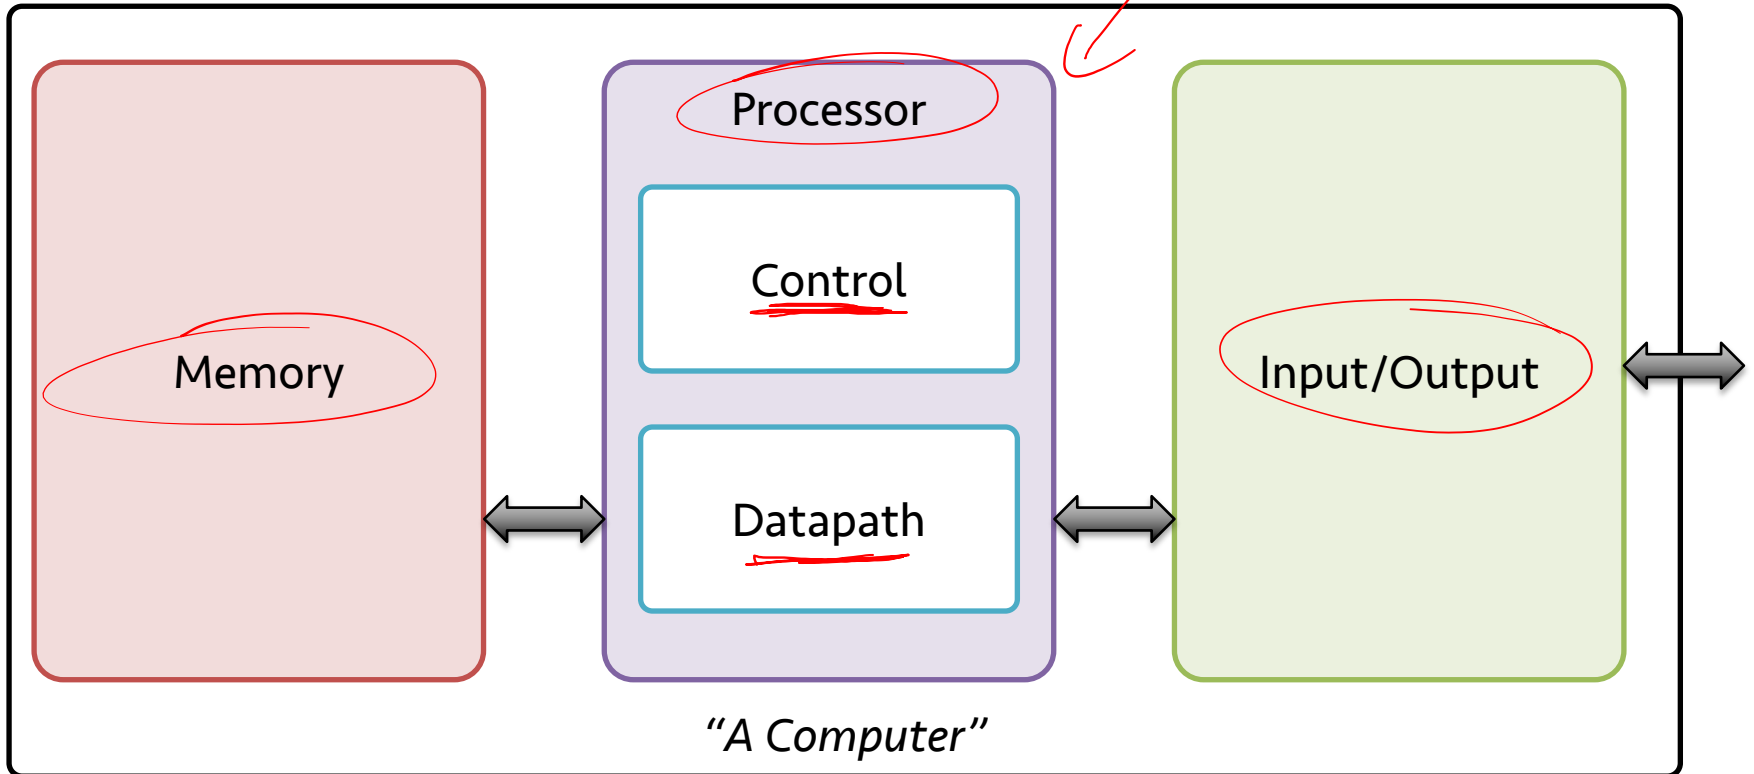 Processor
Control
Memory
Input/Output
Datapath
“A Computer”